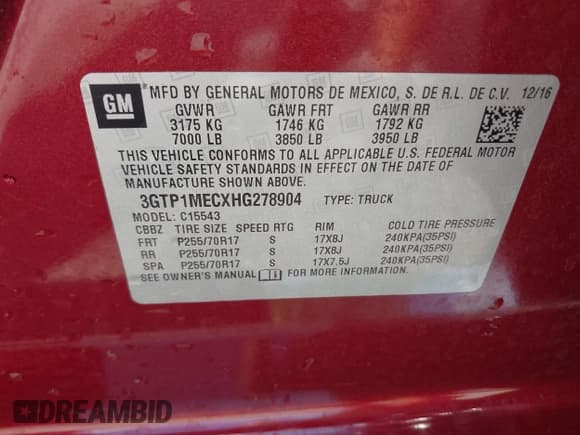 GM
MFD BY GENERAL MOTORS DE MEXICO, S. DE R.L. DE C.V. 12/16
GVWR GAWR FRT GAWR RR
3175 KG 1746 KG 1792 KG
7000 LB 3850 LB 3950 LB
THIS VEHICLE CONFORMS TO ALL APPLICABLE U.S. FEDERAL MOTOR
VEHICLE SAFETY STANDARDS IN EFFECT ON THE DATE OF
MANUFACTURE SHOWN ABOVE.
3GTP1MECXHG278904 TYPE: TRUCK
MODEL: C15543
CBBZ TIRE SIZE SPEED RTG RIM COLD TIRE PRESSURE
FRT P255/70R17 S 17X8J 240KPA(35PSI)
RR P255/70R17 S 17X8J 240KPA(35PSI)
SPA P255/70R17 S 17X7.5J 240KPA(35PSI)
SEE OWNER'S MANUAL FOR MORE INFORMATION.
DREAMBID